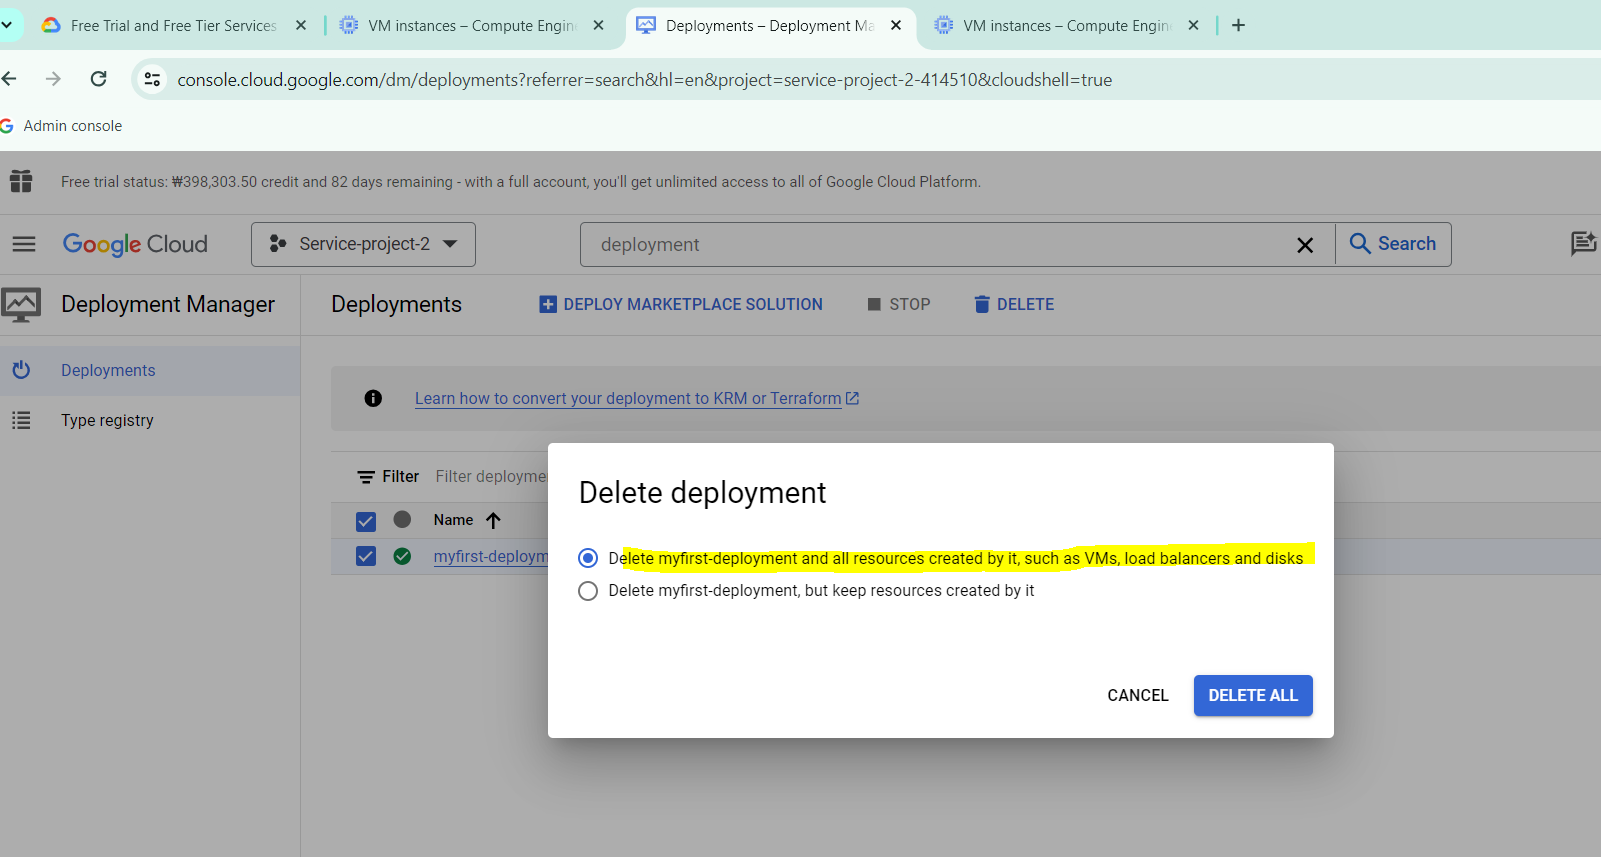 Free Trial and Free Tier Services
VM instances – Compute Engin
Deployments – Deployment Ma
VM instances – Compute Engin
console.cloud.google.com/dm/deployments?referrer=search&hl=en&project=service-project-2-414510&cloudshell=true
Admin console
Free trial status: ₩398,303.50 credit and 82 days remaining - with a full account, you'll get unlimited access to all of Google Cloud Platform.
Google Cloud
Service-project-2
deployment
Search
Deployment Manager
Deployments
DEPLOY MARKETPLACE SOLUTION
STOP
DELETE
Deployments
Type registry
Learn how to convert your deployment to KRM or Terraform
Filter
Filter deployme
Name
myfirst-deploym
Delete deployment
Delete myfirst-deployment and all resources created by it, such as VMs, load balancers and disks
Delete myfirst-deployment, but keep resources created by it
CANCEL
DELETE ALL